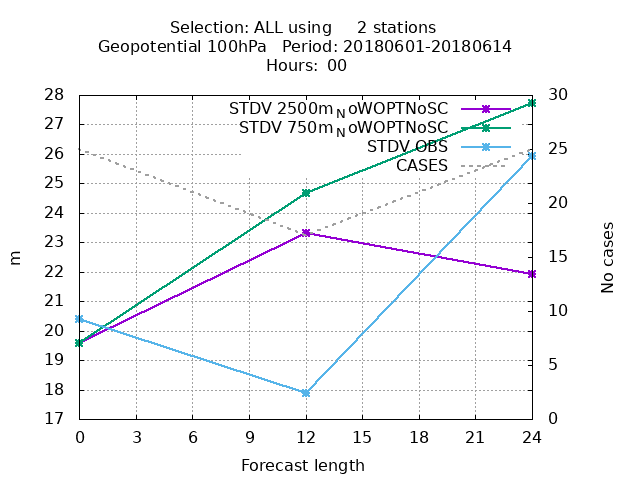 Selection: ALL using     2 stations
Geopotential 100hPa   Period: 20180601-20180614
Hours:  00
STDV 2500m_NoWOPTNoSC
STDV 750m_NoWOPTNoSC
STDV OBS
CASES
28
27
26
25
24
23
22
21
20
19
18
17
m
30
25
20
15
10
5
0
No cases
0 3 6 9 12 15 18 21 24
Forecast length